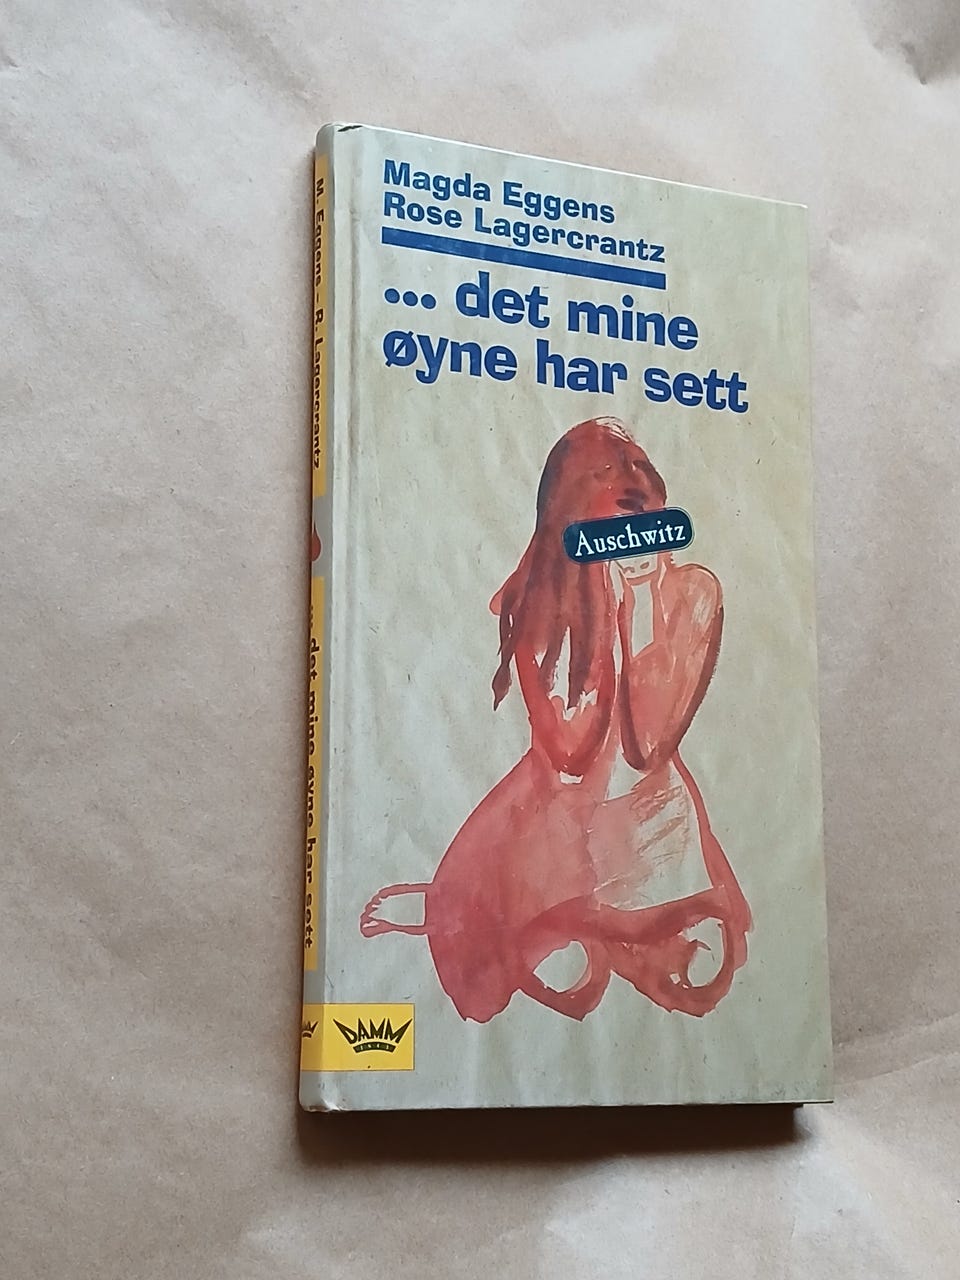 Magda Eggens
Rose Lagercrantz
... det mine
øyne har sett
Auschwitz
DAMM
M. Eggens - R. Lagercrantz
... det mine øyne har sett